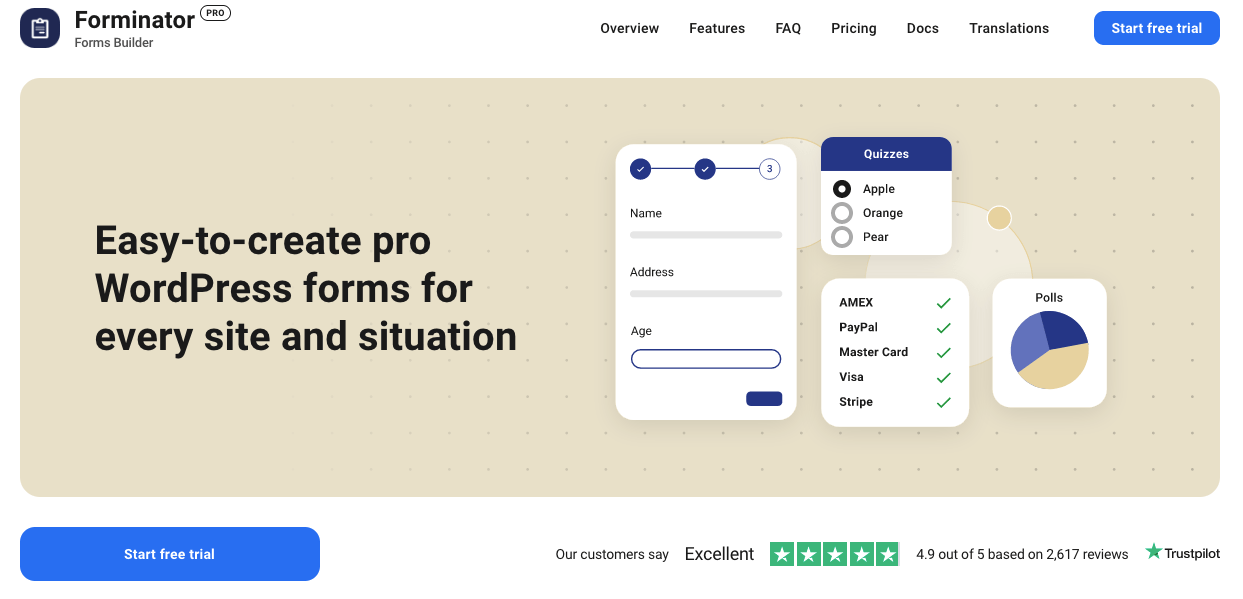 Forminator PRO
Forms Builder
Overview Features FAQ Pricing Docs Translations Start free trial
Easy-to-create pro
WordPress forms for
every site and situation
3
Name
Address
Age
Quizzes
Apple
Orange
Pear
AMEX
PayPal
Master Card
Visa
Stripe
Polls
Start free trial
Our customers say Excellent 4.9 out of 5 based on 2,617 reviews Trustpilot